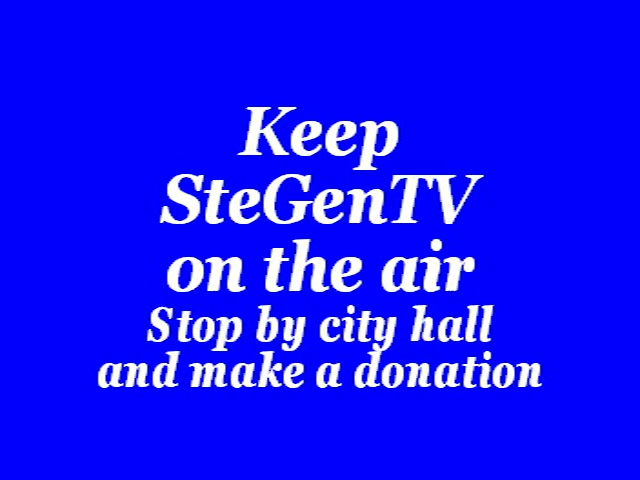 Keep
SteGenTV
on the air
Stop by city hall
and make a donation